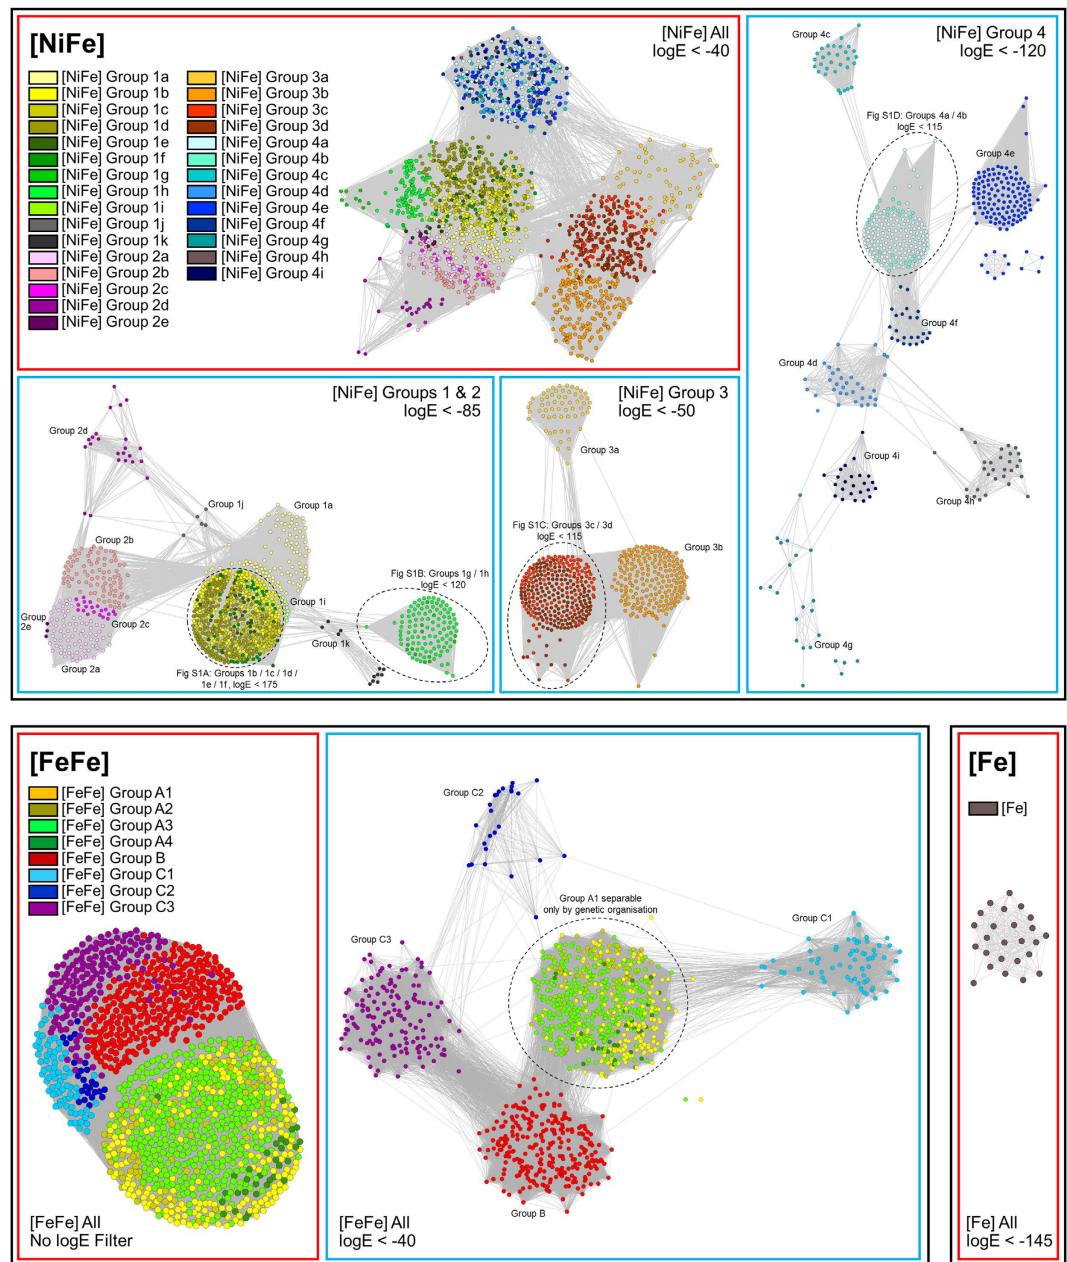 [NiFe]
[NiFe] Group 1a
[NiFe] Group 1b
[NiFe] Group 1c
[NiFe] Group 1d
[NiFe] Group 1e
[NiFe] Group 1f
[NiFe] Group 1g
[NiFe] Group 1h
[NiFe] Group 1i
[NiFe] Group 1j
[NiFe] Group 1k
[NiFe] Group 2a
[NiFe] Group 2b
[NiFe] Group 2c
[NiFe] Group 2d
[NiFe] Group 2e
[NiFe] Group 3a
[NiFe] Group 3b
[NiFe] Group 3c
[NiFe] Group 3d
[NiFe] Group 4a
[NiFe] Group 4b
[NiFe] Group 4c
[NiFe] Group 4d
[NiFe] Group 4e
[NiFe] Group 4f
[NiFe] Group 4g
[NiFe] Group 4h
[NiFe] Group 4i
[NiFe] All
logE < -40
[NiFe] Group 4
logE < -120
Group 4c
Fig S1D: Groups 4a / 4b
logE < 115
Group 4e
Group 4f
Group 4d
Group 4i
Group 4h
Group 4g
[NiFe] Groups 1 & 2
logE < -85
Group 2d
Group 1j
Group 1a
Group 2b
Fig S1B: Groups 1g / 1h
logE < 120
Group 1i
Group
2e
Group 2c
Group 1k
Group 2a
Fig S1A: Groups 1b / 1c / 1d /
1e / 1f, logE < 175
[NiFe] Group 3
logE < -50
Group 3a
Fig S1C: Groups 3c / 3d
logE < 115
Group 3b
[FeFe]
[FeFe] Group A1
[FeFe] Group A2
[FeFe] Group A3
[FeFe] Group A4
[FeFe] Group B
[FeFe] Group C1
[FeFe] Group C2
[FeFe] Group C3
[FeFe] All
No logE Filter
Group C2
Group A1 separable
only by genetic organisation
Group C1
Group C3
Group B
[FeFe] All
logE < -40
[Fe]
[Fe]
[Fe] All
logE < -145